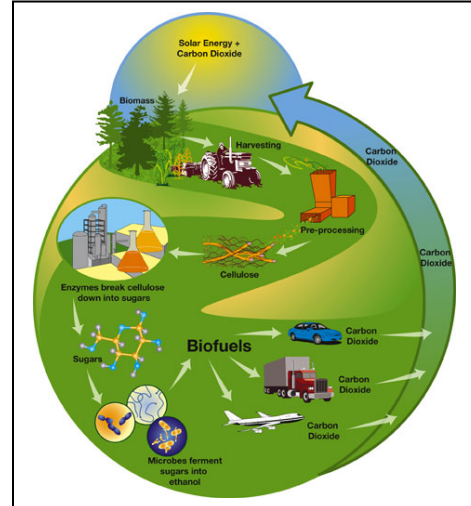 Solar Energy +
Carbon Dioxide
Biomass
Harvesting
Carbon
Dioxide
Pre-processing
Carbon
Dioxide
Cellulose
Enzymes break cellulose
down into sugars
Sugars
Biofuels
Carbon
Dioxide
Carbon
Dioxide
Carbon
Dioxide
Microbes ferment
sugars into
ethanol